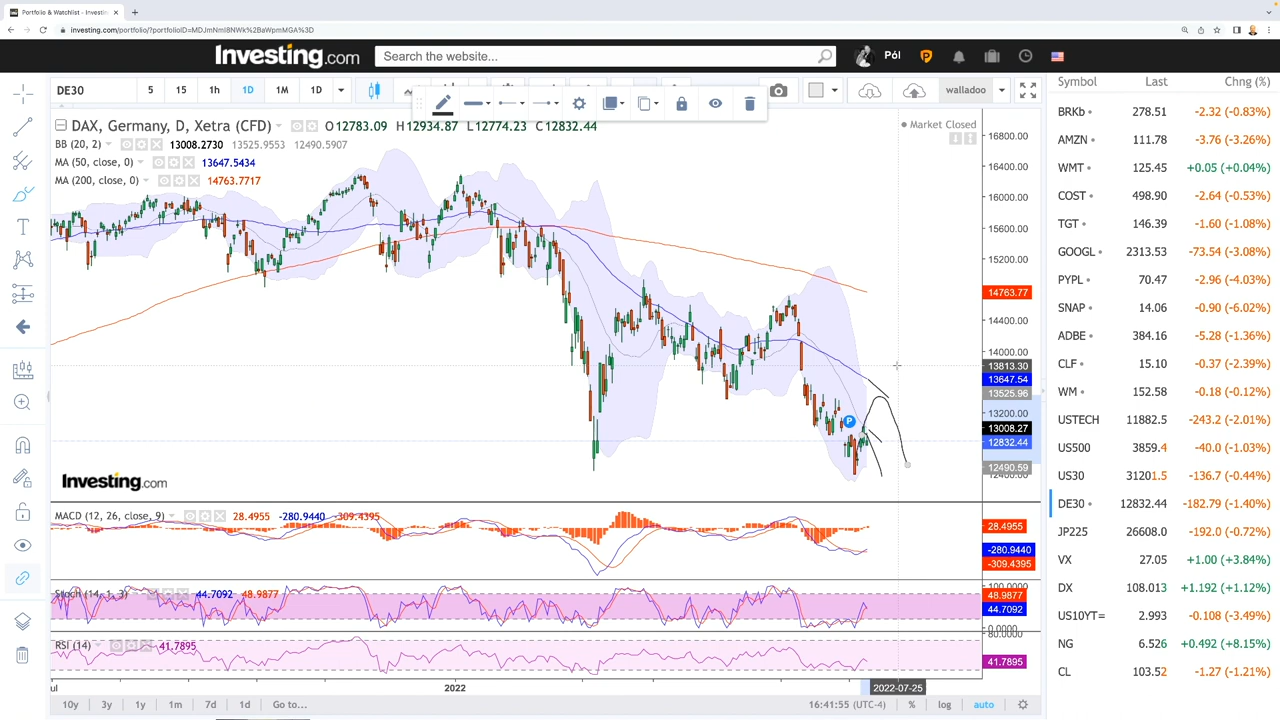 Portfolio & Watchlist - Investin
investing.com/portfolio/?portfolioID=MDJmNmI8NWk%2BaWpmMGA%3D
Investing.com
Search the website...
Pól
DE30
5
15
1h
1D
1M
1D
walladoo
DAX, Germany, D, Xetra (CFD)
O12783.09 H12934.87 L12774.23 C12832.44
Market Closed
BB (20, 2) 13008.2730 13525.9553 12490.5907
MA (50, close, 0) 13647.5434
MA (200, close, 0) 14763.7717
16800.00
16400.00
16000.00
15600.00
15200.00
14763.77
14400.00
14000.00
13813.30
13647.54
13525.96
13200.00
13008.27
12832.44
12490.59
P
Investing.com
MACD (12, 26, close, 9) 28.4955 -280.9440 -309.4395
28.4955
-280.9440
-309.4395
Stoch (14, 1, 3) 44.7092 48.9877
100.0000
48.9877
44.7092
0.0000
RSI (14) 41.7895
80.0000
41.7895
2022
2022-07-25
10y 3y 1y 1m 7d 1d Go to...
16:41:55 (UTC-4) % log auto
Symbol Last Chng (%)
BRKb 278.51 -2.32 (-0.83%)
AMZN 111.78 -3.76 (-3.26%)
WMT 125.45 +0.05 (+0.04%)
COST 498.90 -2.64 (-0.53%)
TGT 146.39 -1.60 (-1.08%)
GOOGL 2313.53 -73.54 (-3.08%)
PYPL 70.47 -2.96 (-4.03%)
SNAP 14.06 -0.90 (-6.02%)
ADBE 384.16 -5.28 (-1.36%)
CLF 15.10 -0.37 (-2.39%)
WM 152.58 -0.18 (-0.12%)
USTECH 11882.5 -243.2 (-2.01%)
US500 3859.4 -40.0 (-1.03%)
US30 31201.5 -136.7 (-0.44%)
DE30 12832.44 -182.79 (-1.40%)
JP225 26608.0 -192.0 (-0.72%)
VX 27.05 +1.00 (+3.84%)
DX 108.013 +1.192 (+1.12%)
US10YT= 2.993 -0.108 (-3.49%)
NG 6.526 +0.492 (+8.15%)
CL 103.52 -1.27 (-1.21%)